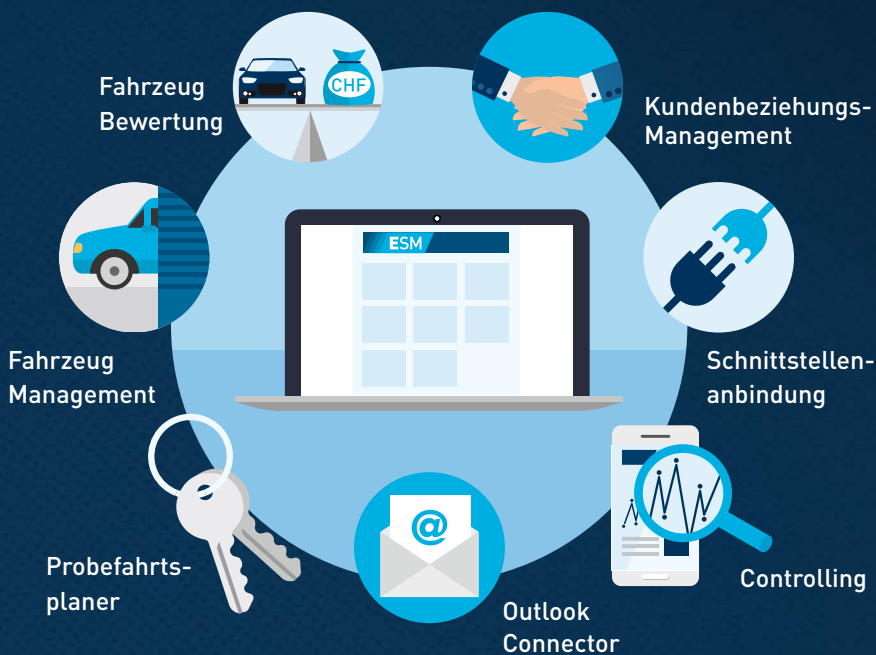 Fahrzeug
Bewertung
CHF
Kundenbeziehungs-
Management
ESM
Fahrzeug
Management
Schnittstellen-
anbindung
Probefahrts-
planer
@
Outlook
Connector
Controlling